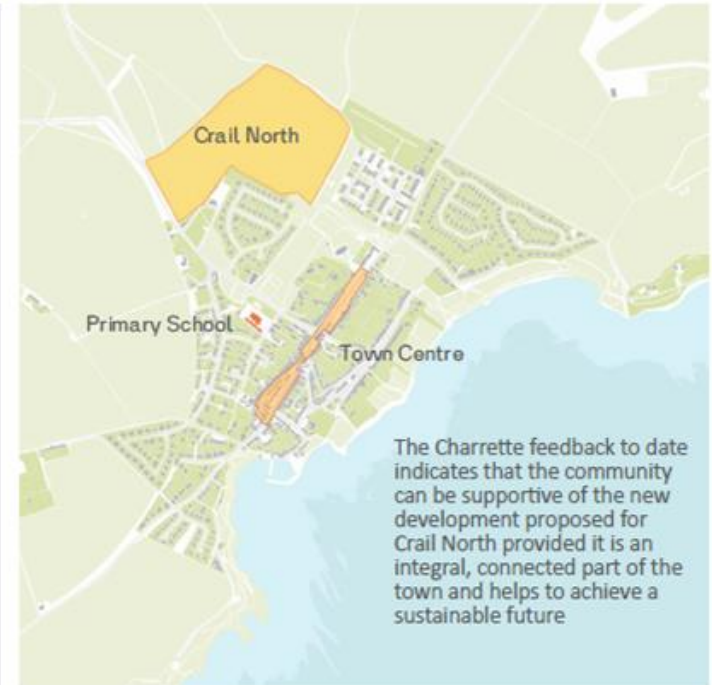 Crail North
Primary School
Town Centre
The Charrette feedback to date
indicates that the community
can be supportive of the new
development proposed for
Crail North provided it is an
integral, connected part of the
town and helps to achieve a
sustainable future